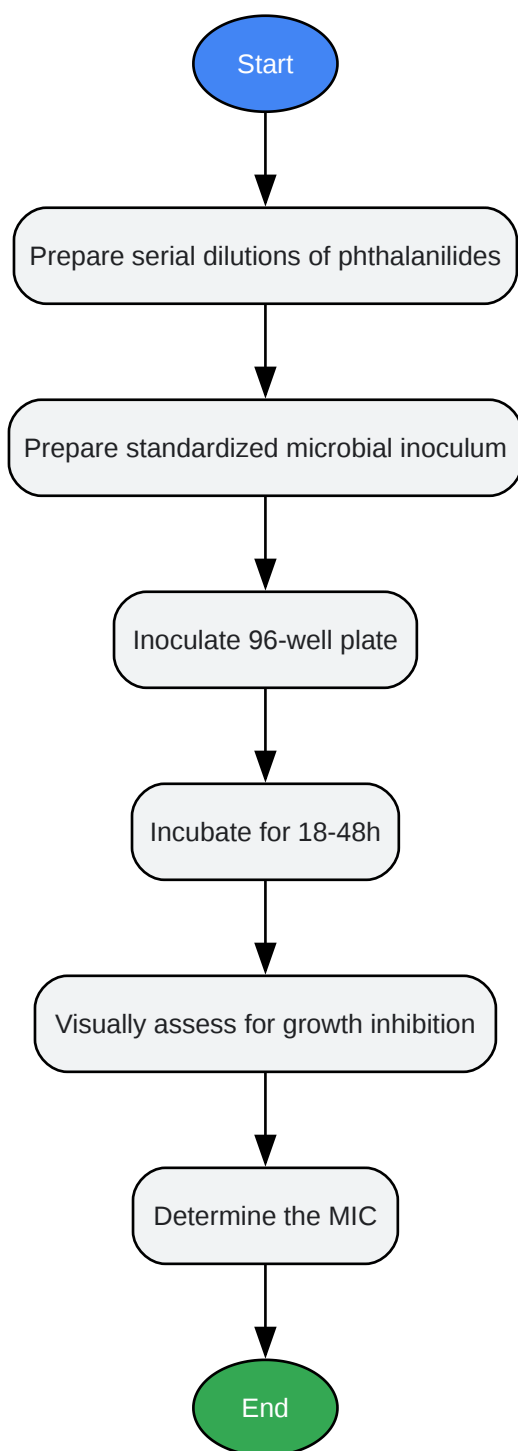 Start
Prepare serial dilutions of phthalanilides
Prepare standardized microbial inoculum
Inoculate 96-well plate
Incubate for 18-48h
Visually assess for growth inhibition
Determine the MIC
End